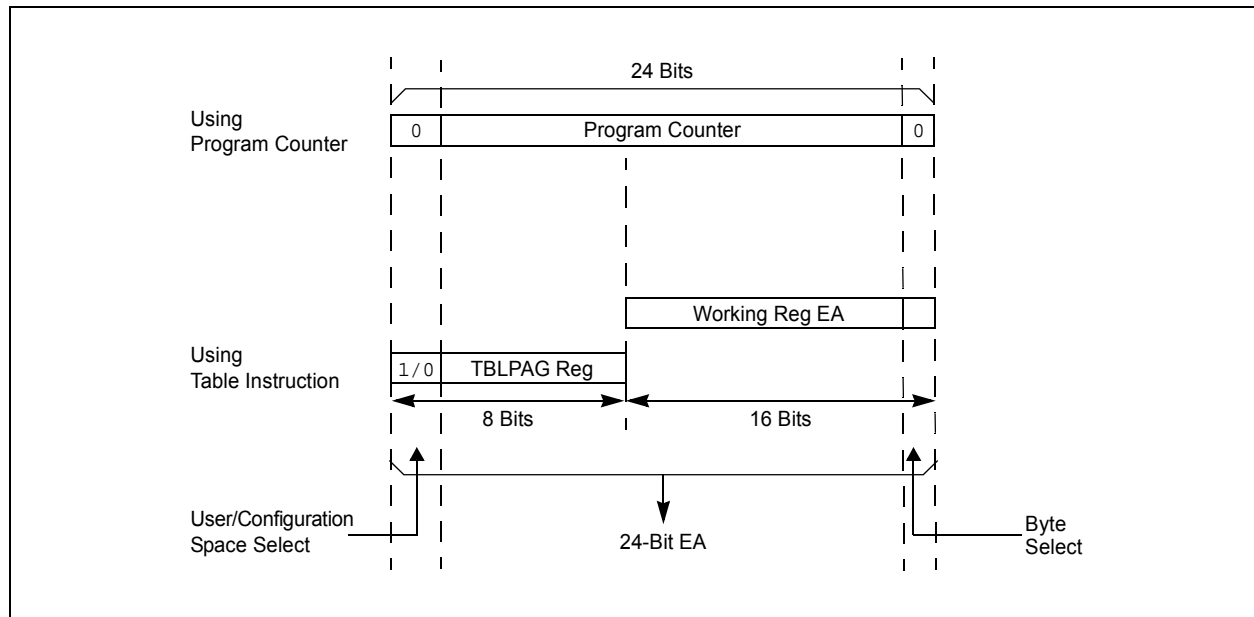 24 Bits
Using
Program Counter
0
Program Counter
0
Working Reg EA
Using
Table Instruction
1/0
TBLPAG Reg
8 Bits
16 Bits
User/Configuration
Space Select
24-Bit EA
Byte
Select